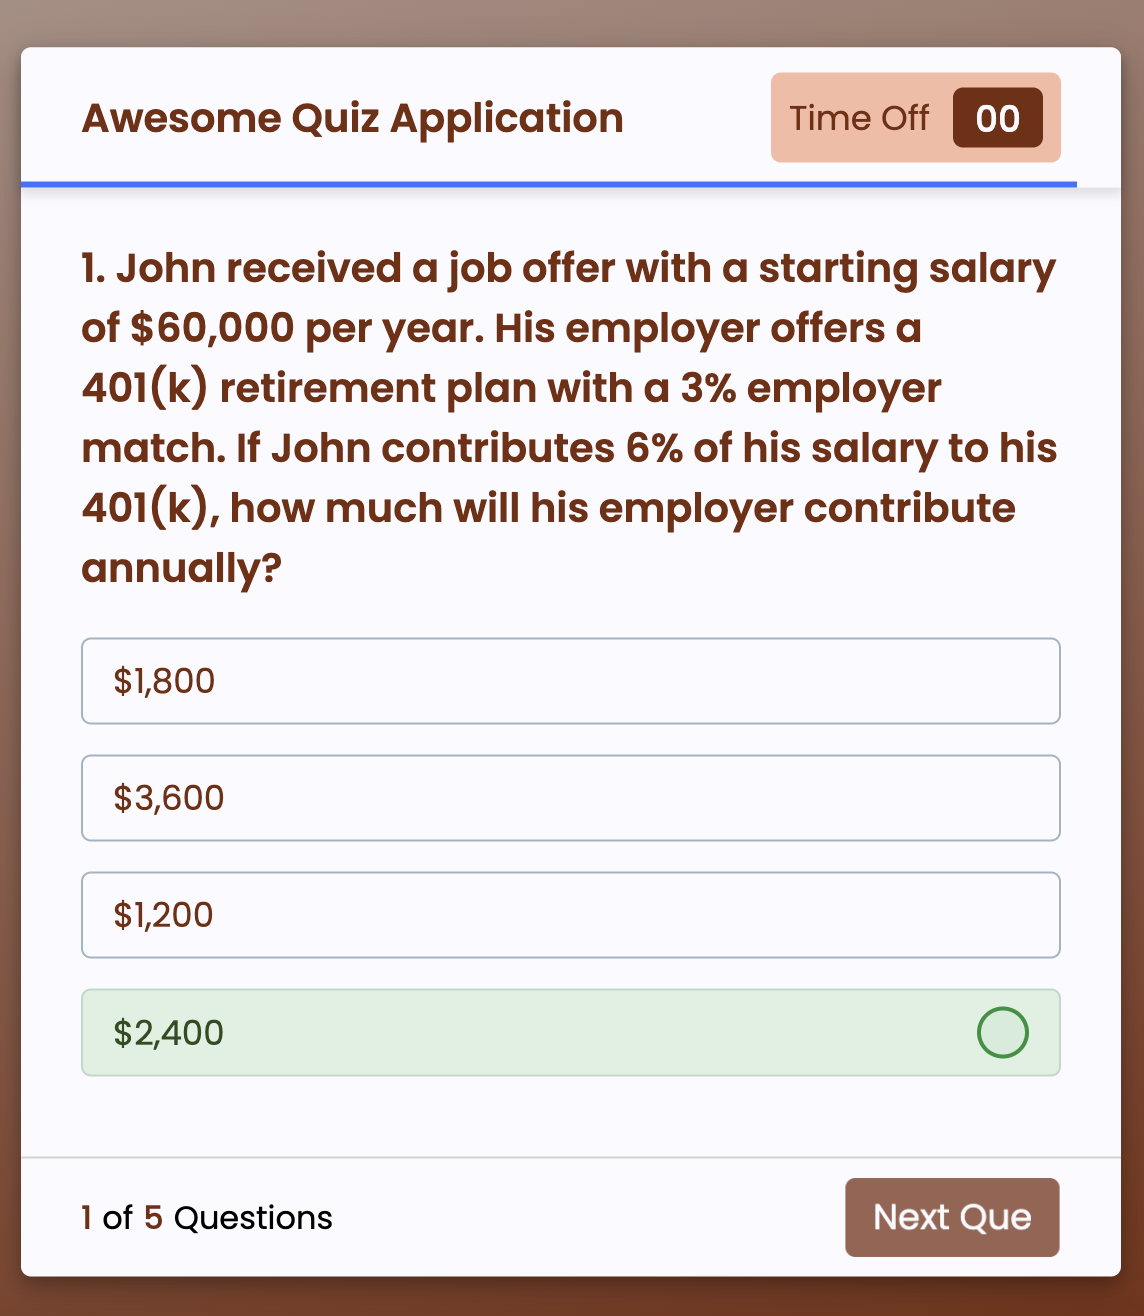 Awesome Quiz Application
Time Off 00
1. John received a job offer with a starting salary
of $60,000 per year. His employer offers a
401(k) retirement plan with a 3% employer
match. If John contributes 6% of his salary to his
401(k), how much will his employer contribute
annually?
$1,800
$3,600
$1,200
$2,400
1 of 5 Questions
Next Que